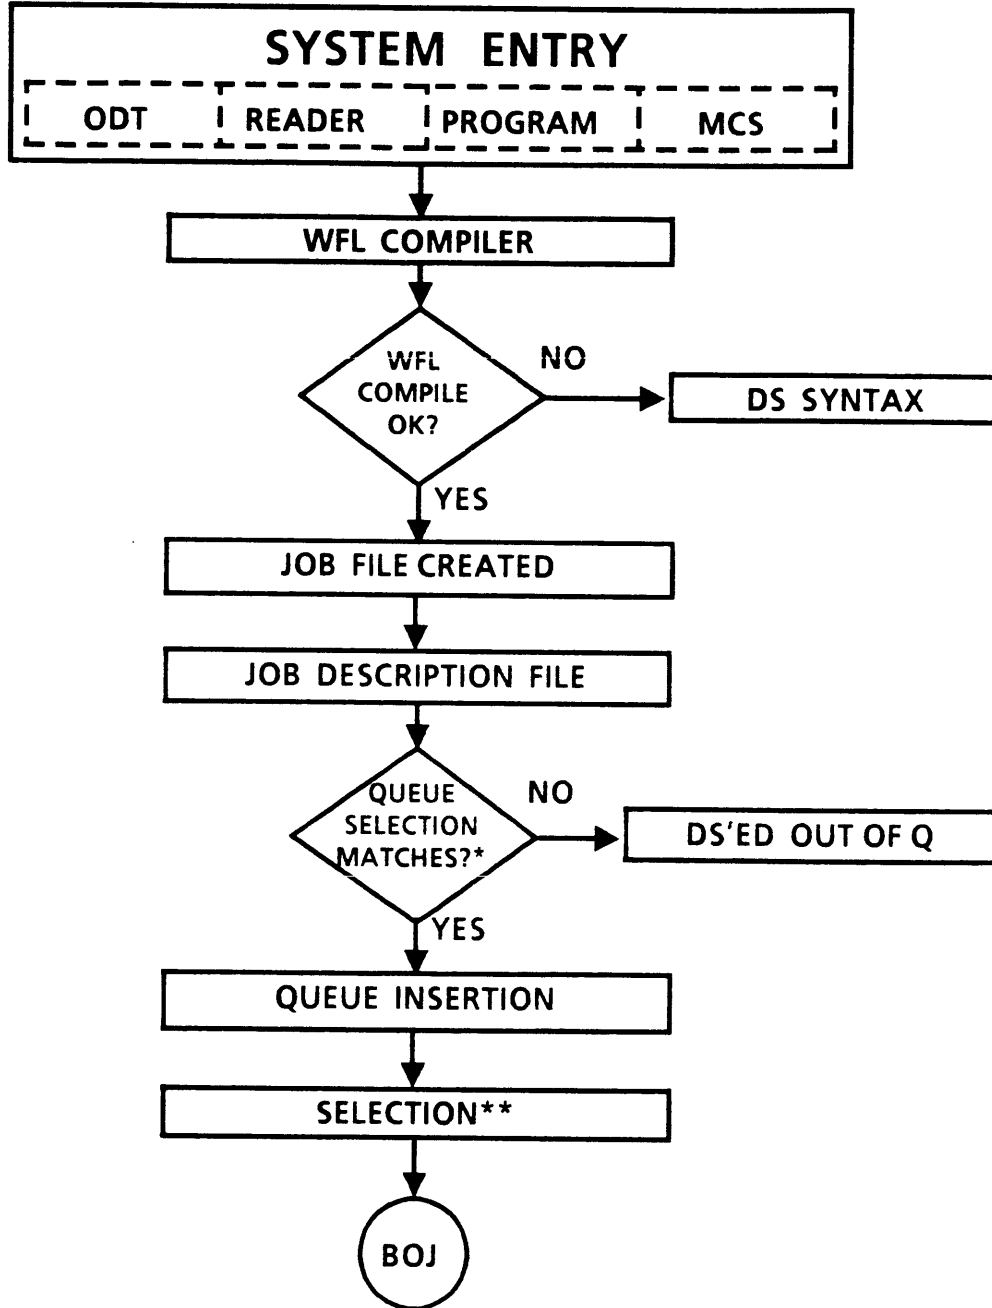 SYSTEM ENTRY
ODT READER PROGRAM MCS
WFL COMPILER
WFL
COMPILE
OK?
NO
DS SYNTAX
YES
JOB FILE CREATED
JOB DESCRIPTION FILE
QUEUE
SELECTION
MATCHES?*
NO
DS'ED OUT OF Q
YES
QUEUE INSERTION
SELECTION**
BOJ